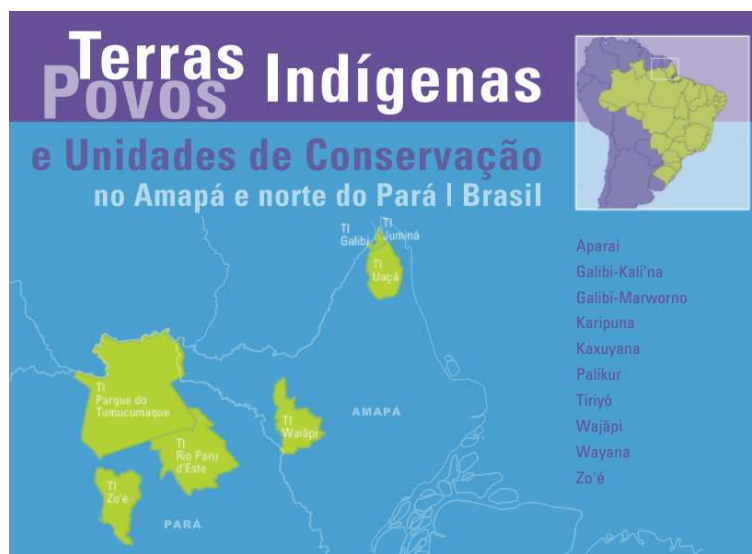 Terras
Povos Indígenas
e Unidades de Conservação
no Amapá e norte do Pará | Brasil
TI
Galibi
TI
Juminá
TI
Uaçá
TI
Parque do
Tumucumaque
TI
Rio Paru
d'Este
TI
Zo'é
TI
Waiãpi
AMAPÁ
PARÁ
Aparai
Galibi-Kali'na
Galibi-Marworno
Karipuna
Kaxuyana
Palikur
Tiriyó
Wajãpi
Wayana
Zo'é